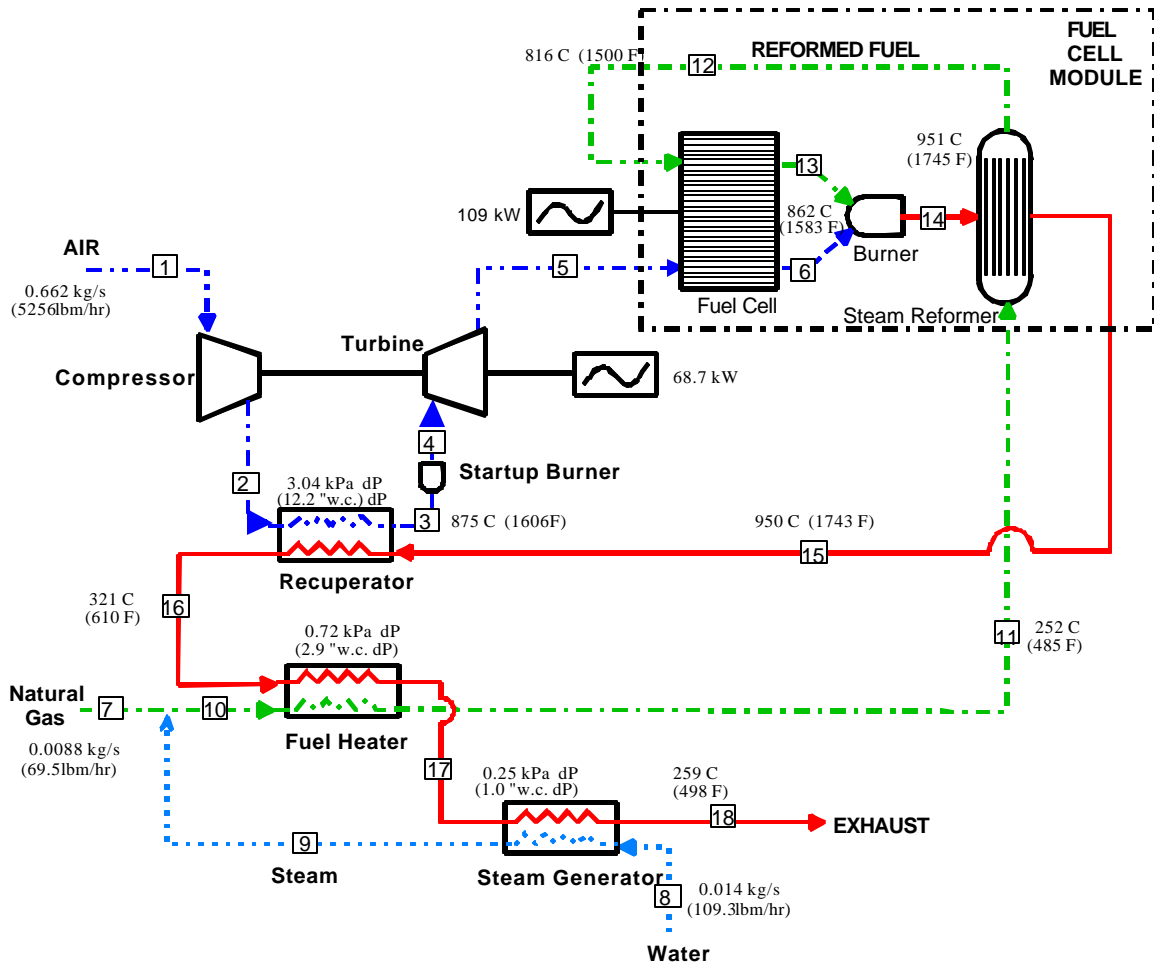 FUEL
CELL
MODULE
REFORMED FUEL
816 C (1500 F)
12
951 C
(1745 F)
13
862 C
(1583 F)
14
Burner
109 kW
6
Fuel Cell
Steam Reformer
AIR
1
5
0.662 kg/s
(5256lbm/hr)
Turbine
Compressor
68.7 kW
4
Startup Burner
2
3.04 kPa dP
(12.2 "w.c.) dP
3
875 C (1606F)
950 C (1743 F)
15
Recuperator
321 C
(610 F)
16
0.72 kPa dP
(2.9 "w.c. dP)
11
252 C
(485 F)
Natural
Gas
7
10
Fuel Heater
0.0088 kg/s
(69.5lbm/hr)
17
0.25 kPa dP
(1.0 "w.c. dP)
259 C
(498 F)
18
EXHAUST
9
Steam
Steam Generator
8
0.014 kg/s
(109.3lbm/hr)
Water